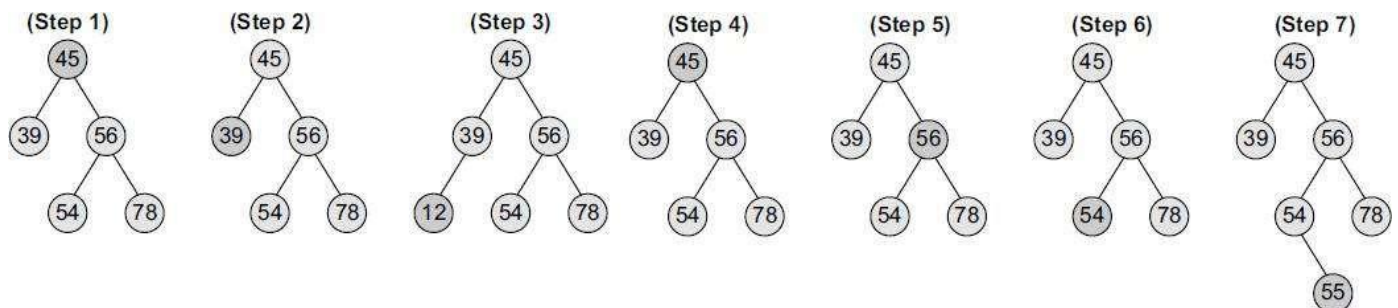 (Step 1) (Step 2) (Step 3) (Step 4) (Step 5) (Step 6) (Step 7)
45 45 45 45 45 45 45
39 56 39 56 39 56 39 56 39 56 39 56 39 56
54 78 54 78 12 54 78 54 78 54 78 54 78 54 78
55